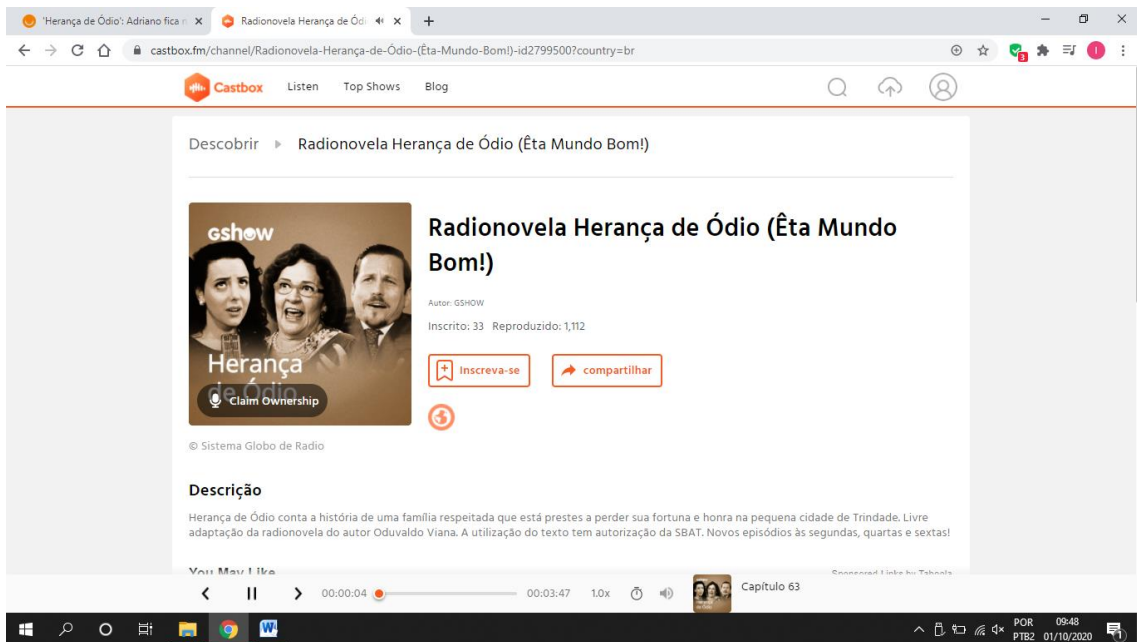 'Herança de Ódio': Adriano fica n
Radionovela Herança de Ódi
castbox.fm/channel/Radionovela-Herança-de-Ódio-(Êta-Mundo-Bom!)-id2799500?country=br
3
I
Castbox
Listen
Top Shows
Blog
Descobrir
Radionovela Herança de Ódio (Êta Mundo Bom!)
gshow
Herança
de Ódio
Claim Ownership
Radionovela Herança de Ódio (Êta Mundo
Bom!)
Autor: GSHOW
Inscrito: 33 Reproduzido: 1,112
Inscreva-se
compartilhar
© Sistema Globo de Radio
Descrição
Herança de Ódio conta a história de uma família respeitada que está prestes a perder sua fortuna e honra na pequena cidade de Trindade. Livre
adaptação da radionovela do autor Oduvaldo Viana. A utilização do texto tem autorização da SBAT. Novos episódios às segundas, quartas e sextas!
You May Like
Sponsored Links by Taboola
00:00:04
00:03:47
1.0x
Capítulo 63
W
POR
PTB2
09:48
01/10/2020
1